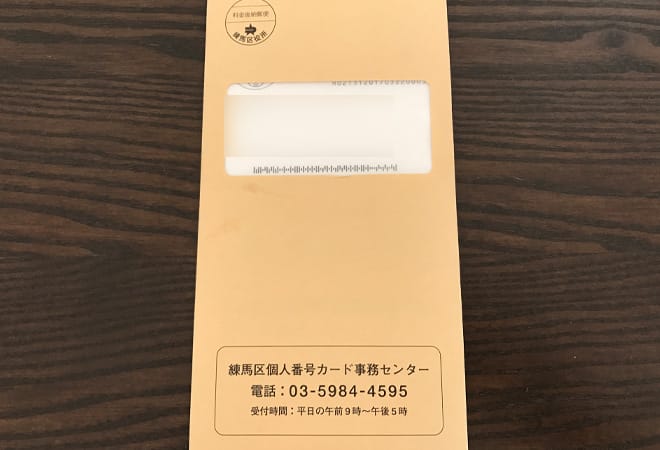 料金後納郵便
練馬区役所
練馬区個人番号カード事務センター
電話：03-5984-4595
受付時間：平日の午前９時〜午後５時